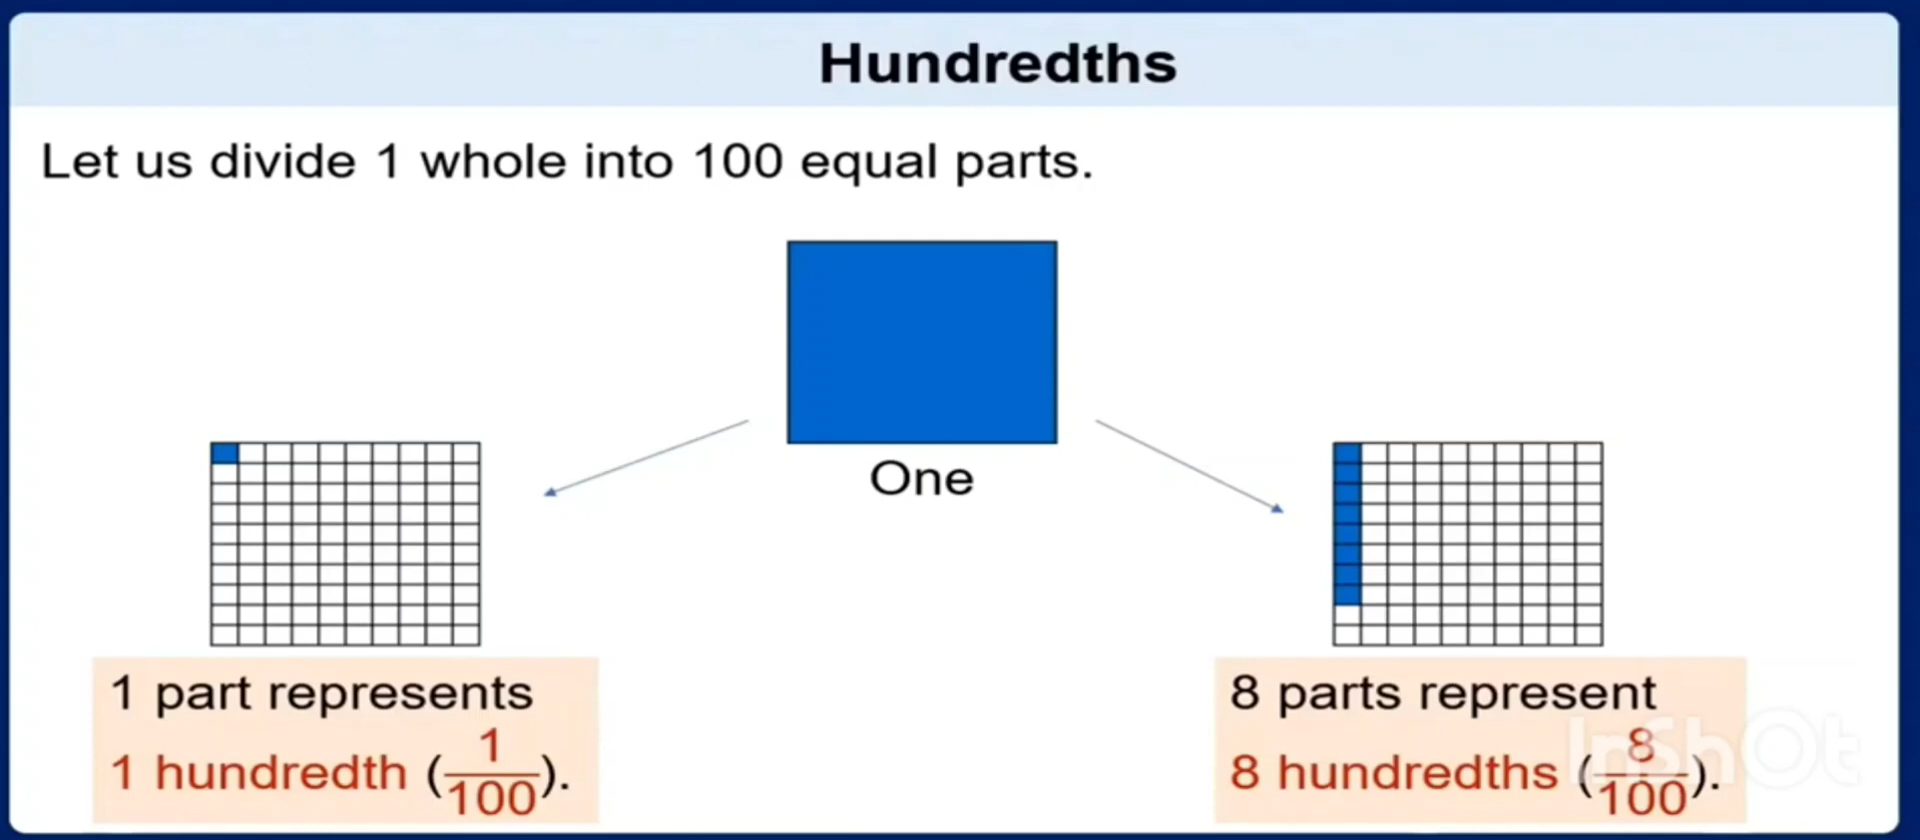 Hundredths
Let us divide 1 whole into 100 equal parts.
One
1 part represents
1 hundredth (1/100).
8 parts represent
8 hundredths (8/100).
InShOt